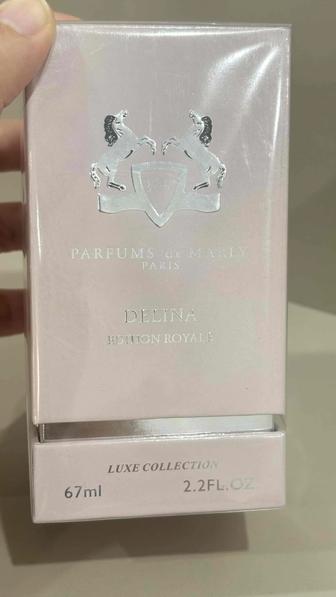 PARFUMS de MARLY
PARIS
DELINA
EDITION ROYALE
LUXE COLLECTION
67ml 2.2FL.OZ